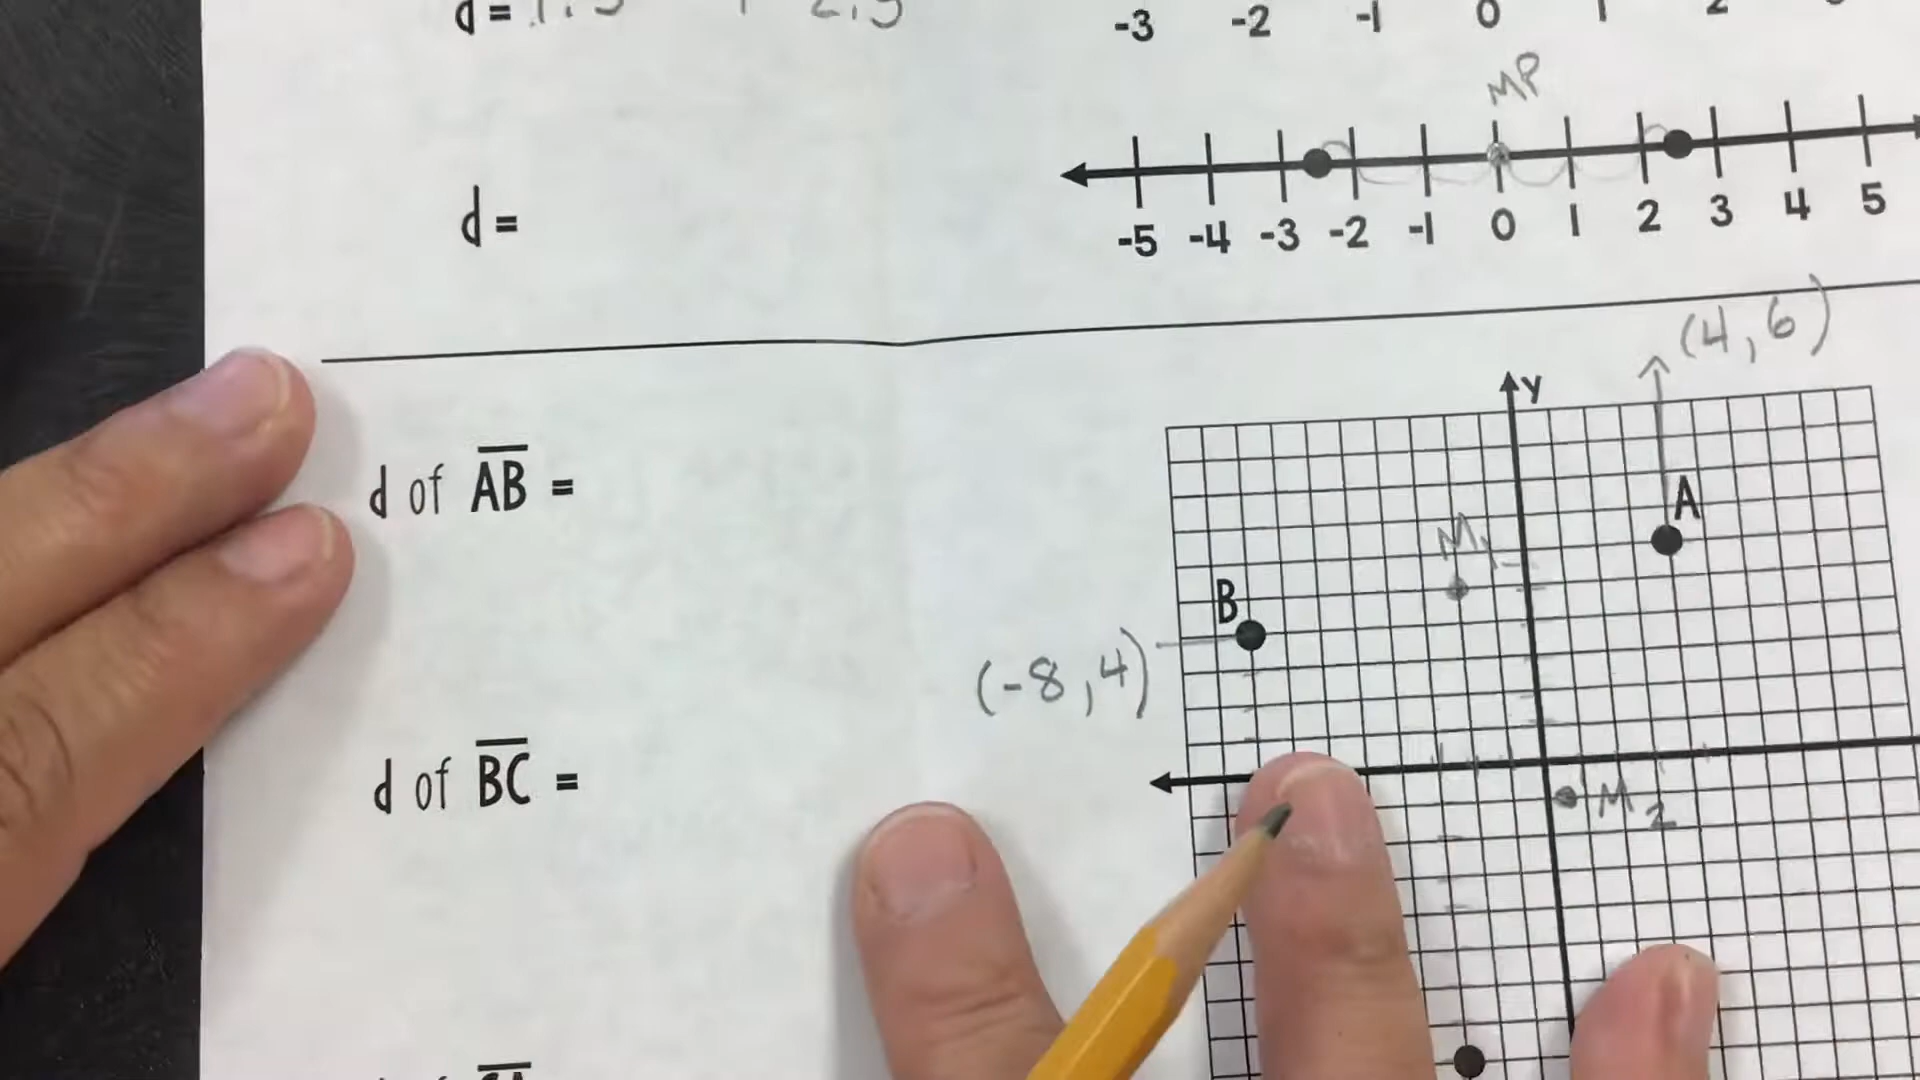 d =
-3 -2 -1 0 1 2
MP
d =
-5 -4 -3 -2 -1 0 1 2 3 4 5
(4,6)
y
A
d of AB =
M1
B
(-8,4)
d of BC =
M2